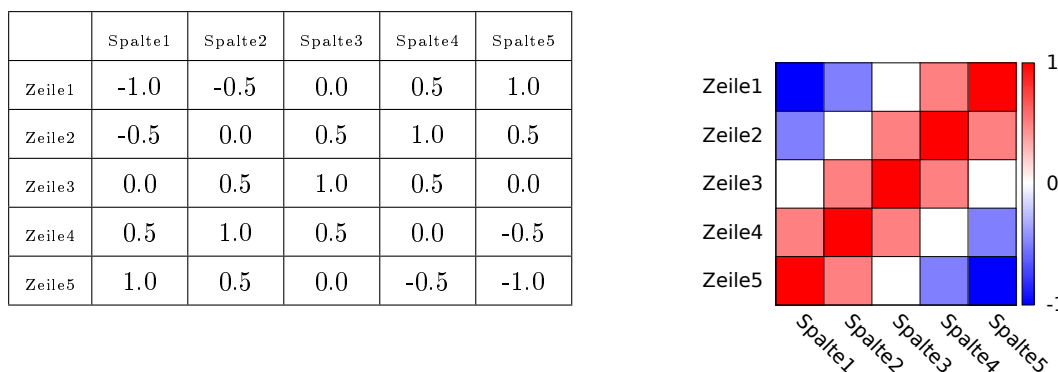 Spalte1 Spalte2 Spalte3 Spalte4 Spalte5
Zeile1 -1.0 -0.5 0.0 0.5 1.0
Zeile2 -0.5 0.0 0.5 1.0 0.5
Zeile3 0.0 0.5 1.0 0.5 0.0
Zeile4 0.5 1.0 0.5 0.0 -0.5
Zeile5 1.0 0.5 0.0 -0.5 -1.0
Zeile1
Zeile2
Zeile3
Zeile4
Zeile5
Spalte1
Spalte2
Spalte3
Spalte4
Spalte5
1
0
-1